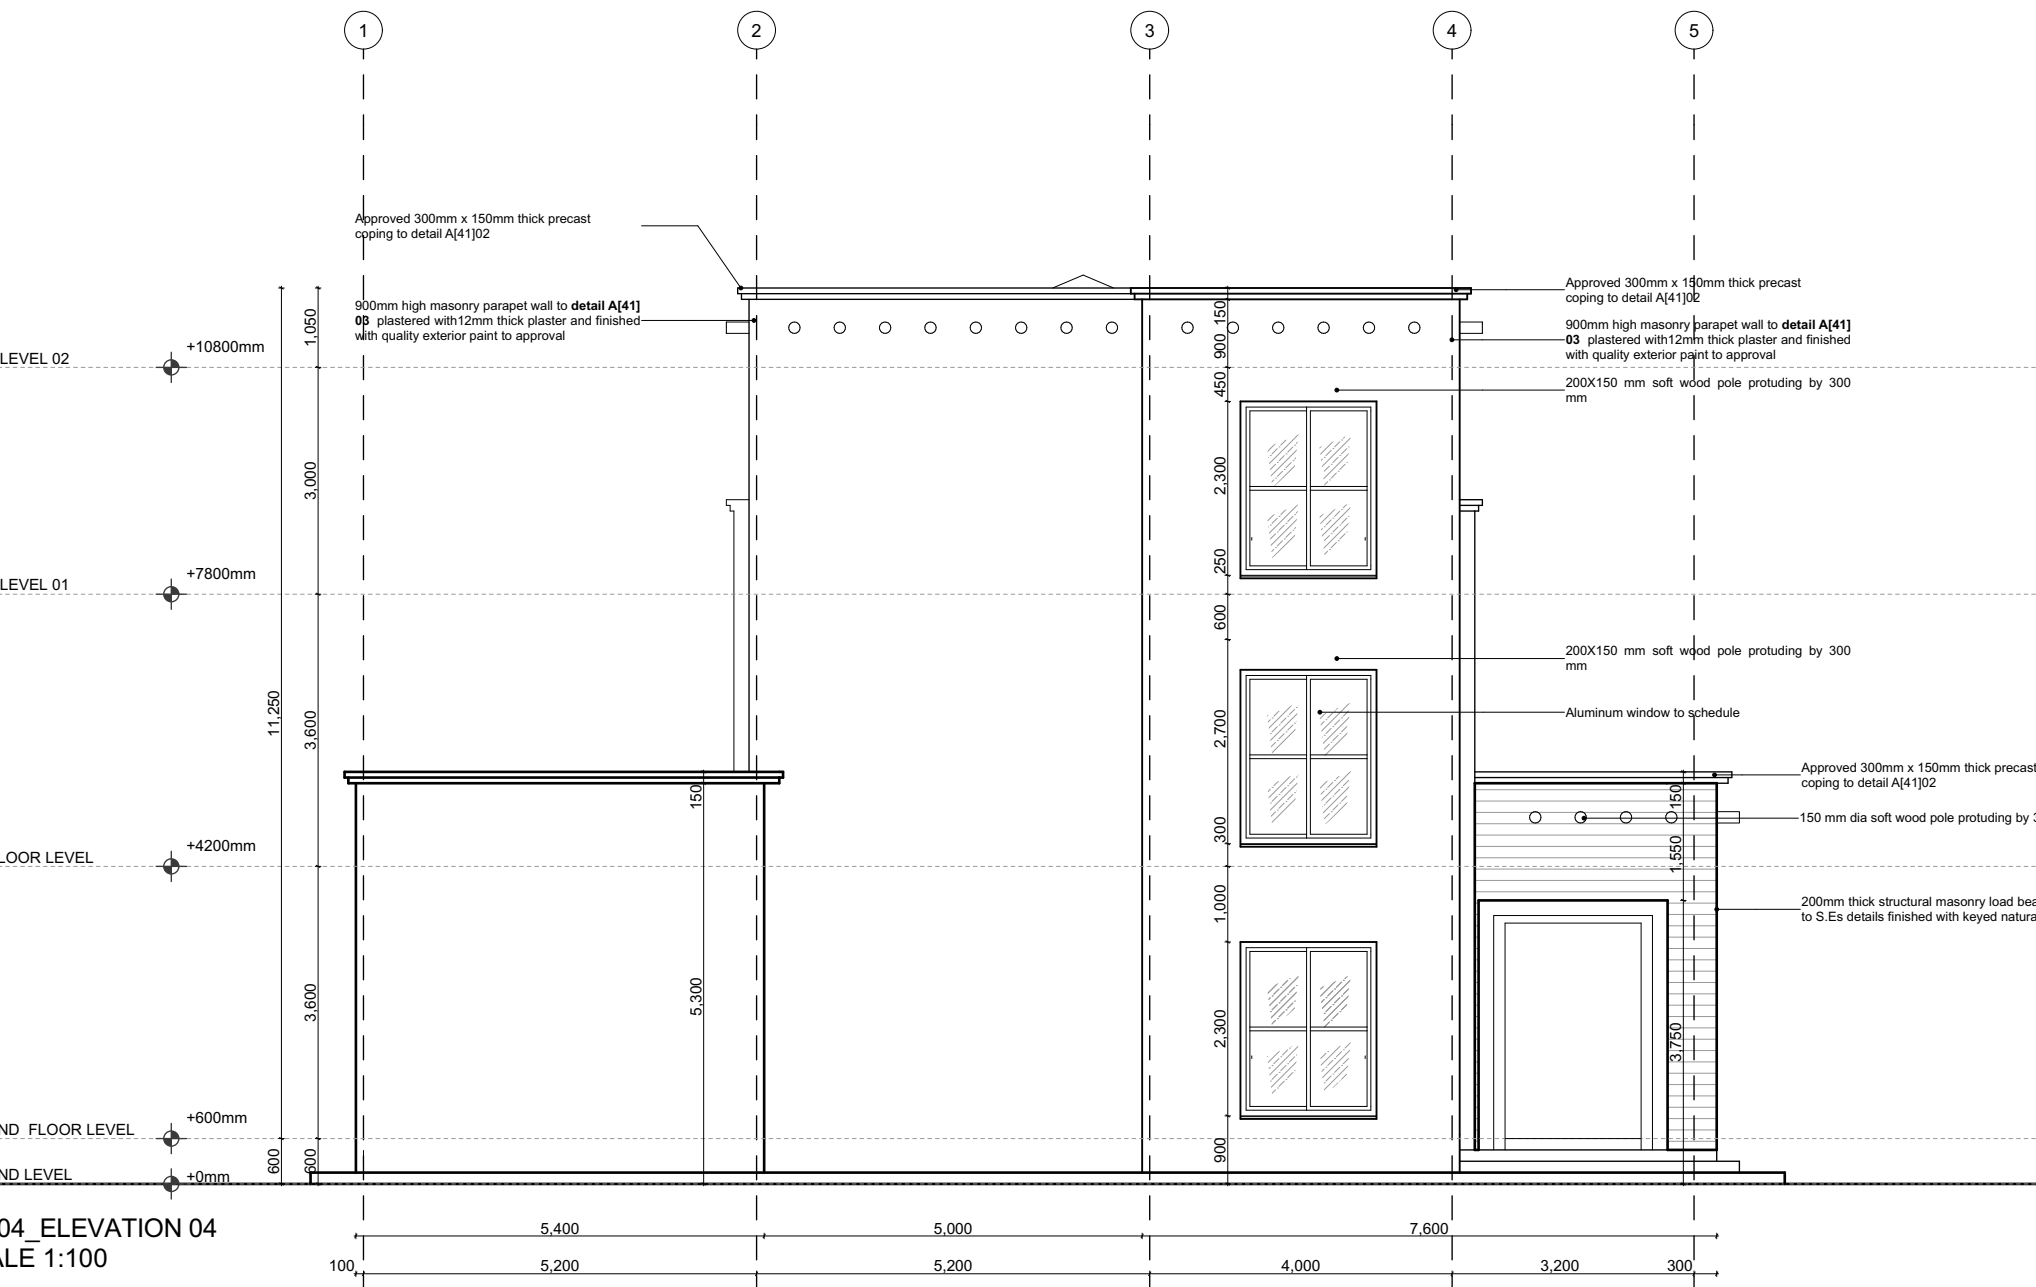 1
2
3
4
5
Approved 300mm x 150mm thick precast
coping to detail A[41]02
900mm high masonry parapet wall to detail A[41]
03 plastered with12mm thick plaster and finished
with quality exterior paint to approval
Approved 300mm x 150mm thick precast
coping to detail A[41]02
900mm high masonry parapet wall to detail A[41]
03 plastered with12mm thick plaster and finished
with quality exterior paint to approval
200X150 mm soft wood pole protuding by 300
mm
200X150 mm soft wood pole protuding by 300
mm
Aluminum window to schedule
Approved 300mm x 150mm thick precast
coping to detail A[41]02
150 mm dia soft wood pole protuding by 3
200mm thick structural masonry load bea
to S.Es details finished with keyed natura
LEVEL 02
+10800mm
LEVEL 01
+7800mm
LOOR LEVEL
+4200mm
ND FLOOR LEVEL
+600mm
ND LEVEL
+0mm
11,250
600
1,050
3,000
3,600
3,600
600
150
5,300
150
900
450
2,300
250
600
2,700
300
1,000
2,300
900
150
1,550
3,750
04_ELEVATION 04
ALE 1:100
5,400
5,000
7,600
100
5,200
5,200
4,000
3,200
300